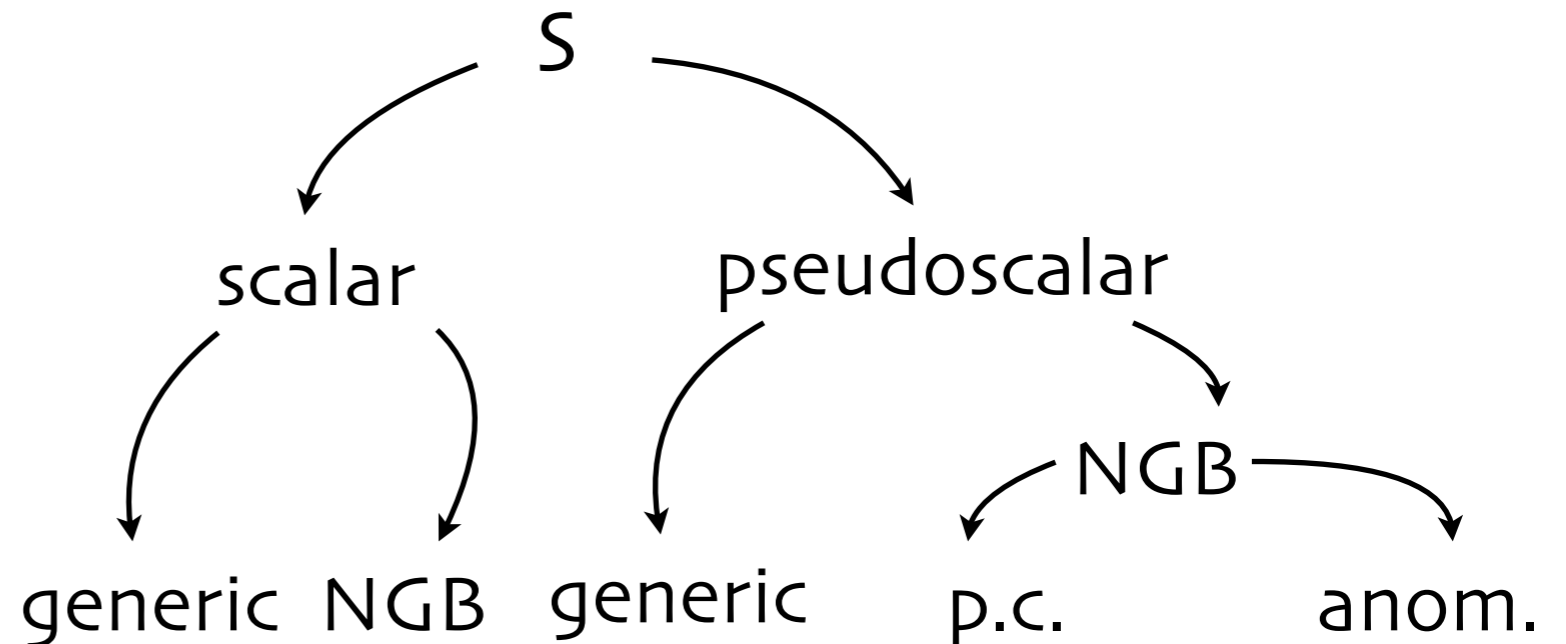 S
scalar
pseudoscalar
NGB
generic NGB generic p.c. anom.